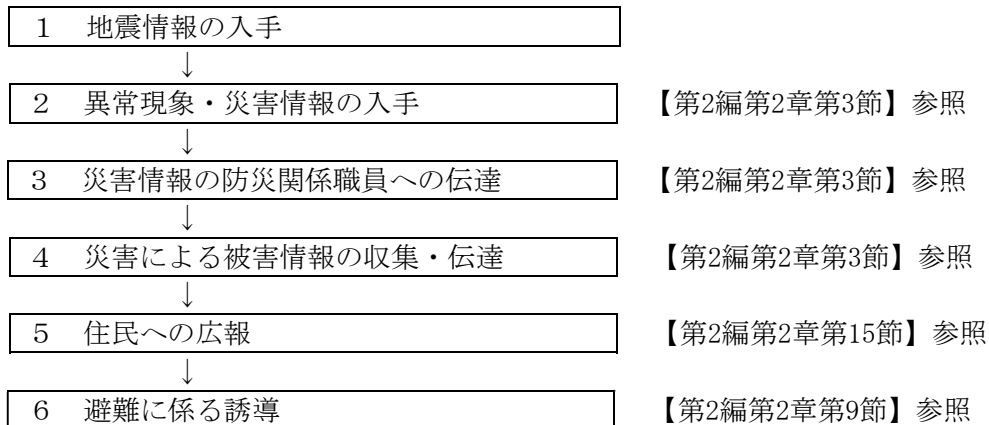 １　地震情報の入手
↓
２　異常現象・災害情報の入手　【第2編第2章第3節】参照
↓
３　災害情報の防災関係職員への伝達　【第2編第2章第3節】参照
↓
４　災害による被害情報の収集・伝達　【第2編第2章第3節】参照
↓
５　住民への広報　【第2編第2章第15節】参照
↓
６　避難に係る誘導　【第2編第2章第9節】参照